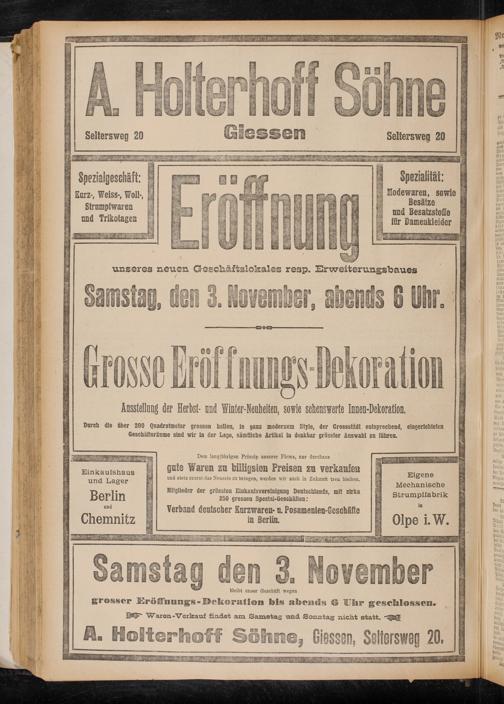 A. Holterhoff Söhne
Seltersweg 20 Giessen Seltersweg 20
Spezialgeschäft:
Kurz-, Weiss-, Woll-,
Strumpfwaren
und Trikotagen
Eröffnung
Spezialität:
Modewaren, sowie
Besätze
und Besatzstoffe
für Damenkleider
unseres neuen Geschäftslokales resp. Erweiterungsbaues
Samstag, den 3. November, abends 6 Uhr.
Grosse Eröffnungs-Dekoration
Ausstellung der Herbst- und Winter-Neuheiten, sowie sehenswerte Innen-Dekoration.
Durch die über 200 Quadratmeter grossen hellen, in ganz modernem Style, der Grossstadt entsprechend, eingerichteten
Geschäftsräume sind wir in der Lage, sämtliche Artikel in denkbar grösster Auswahl zu führen.
Einkaufshaus
und Lager
Berlin
und
Chemnitz
Dem langjährigen Prinzip unserer Firma, nur durchaus
gute Waren zu billigsten Preisen zu verkaufen
und stets zuerst das Neueste zu bringen, werden wir auch in Zukunft treu bleiben.
Mitglieder der grössten Einkaufsvereinigung Deutschlands, mit zirka
250 grossen Spezial-Geschäften:
Verband deutscher Kurzwaren- u. Posamenten-Geschäfte
in Berlin.
Eigene
Mechanische
Strumpffabrik
in
Olpe i. W.
Samstag den 3. November
bleibt unser Geschäft wegen
grosser Eröffnungs-Dekoration bis abends 6 Uhr geschlossen.
Waren-Verkauf findet am Samstag und Sonntag nicht statt.
A. Holterhoff Söhne, Giessen, Seltersweg 20.